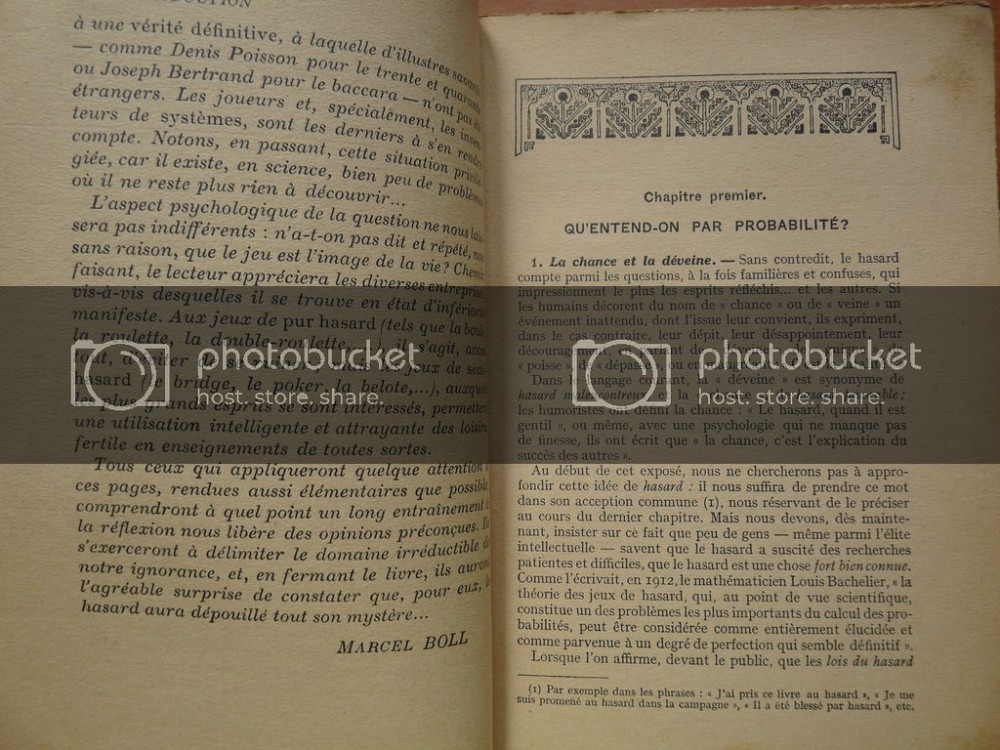 à une vérité définitive, à laquelle d'illustres
— comme Denis Poisson pour le trente et
ou Joseph Bertrand pour le baccara — n'ont pas
étrangers. Les joueurs et, spécialement, les
teurs de systèmes, sont les derniers à s'en
compte. Notons, en passant, cette situation
giée, car il existe, en science, bien peu de
où il ne reste plus rien à découvrir...
L'aspect psychologique de la question ne nous
sera pas indifférents : n'a-t-on pas dit et répété,
sans raison, que le jeu est l'image de la vie?
faisant, le lecteur appréciera les diverses
vis-à-vis desquelles il se trouve en état
manifeste. Aux jeux de pur hasard (tels que la
la roulette, la double-roulette,...), il s'agit,
tout, mais les jeux de
hasard (le bridge, le poker, la belote,...),
les plus grands esprits se sont intéressés,
une utilisation intelligente et attrayante des
fertile en enseignements de toutes sortes.
Tous ceux qui appliqueront quelque attention
ces pages, rendues aussi élémentaires que
comprendront à quel point un long entraînement
la réflexion nous libère des opinions préconçues.
s'exerceront à délimiter le domaine irréductible
notre ignorance, et, en fermant le livre, ils
l'agréable surprise de constater que, pour eux,
hasard aura dépouillé tout son mystère...
MARCEL BOLL
Chapitre premier.
QU'ENTEND-ON PAR PROBABILITÉ?
1. La chance et la déveine. — Sans contredit, le hasard
compte parmi les questions, à la fois familières et confuses, qui
impressionnent le plus les esprits réfléchis... et les autres. Si
les humains décorent du nom de « chance » ou de « veine » un
événement inattendu, dont l'issue leur convient, ils expriment,
dans le cas contraire, leur dépit, leur désappointement, leur
découragement,
« poisse »,
Dans le langage courant, la « déveine » est synonyme de
hasard malencontreux
les humoristes ont défini la chance : « Le hasard, quand il est
gentil », ou même, avec une psychologie qui ne manque pas
de finesse, ils ont écrit que « la chance, c'est l'explication du
succès des autres ».
Au début de cet exposé, nous ne chercherons pas à appro-
fondir cette idée de hasard : il nous suffira de prendre ce mot
dans son acception commune (1), nous réservant de le préciser
au cours du dernier chapitre. Mais nous devons, dès mainte-
nant, insister sur ce fait que peu de gens — même parmi l'élite
intellectuelle — savent que le hasard a suscité des recherches
patientes et difficiles, que le hasard est une chose fort bien connue.
Comme l'écrivait, en 1912, le mathématicien Louis Bachelier, « la
théorie des jeux de hasard, qui, au point de vue scientifique,
constitue un des problèmes les plus importants du calcul des pro-
babilités, peut être considérée comme entièrement élucidée et
comme parvenue à un degré de perfection qui semble définitif ».
Lorsque l'on affirme, devant le public, que les lois du hasard
(1) Par exemple dans les phrases : « J'ai pris ce livre au hasard », « Je me
suis promené au hasard dans la campagne », « Il a été blessé par hasard », etc.
photobucket
host. store. share.
photobucket
host. store. share.